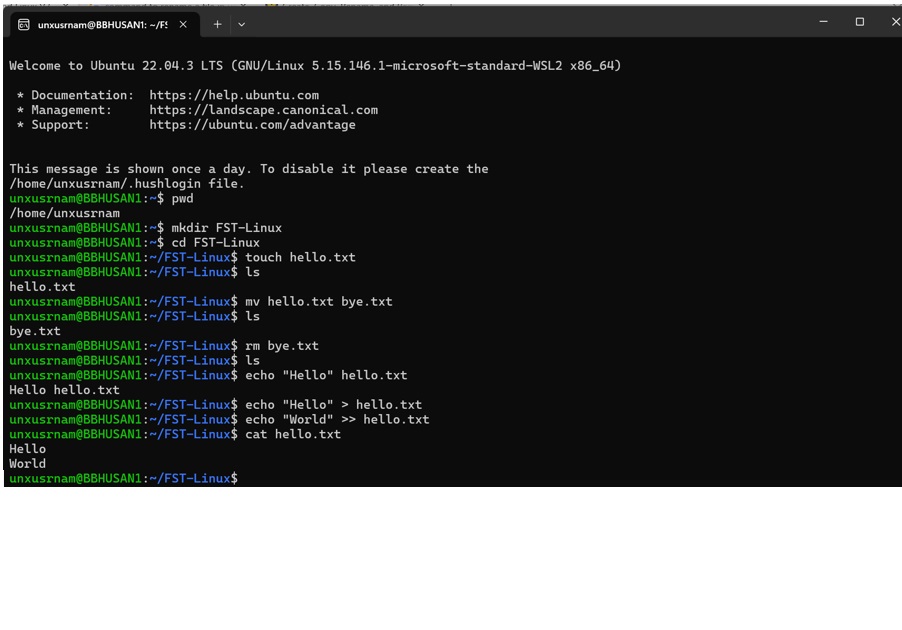 unxusrnam@BBHUSAN1: ~/FS
Welcome to Ubuntu 22.04.3 LTS (GNU/Linux 5.15.146.1-microsoft-standard-WSL2 x86_64)
* Documentation:  https://help.ubuntu.com
* Management:     https://landscape.canonical.com
* Support:        https://ubuntu.com/advantage
This message is shown once a day. To disable it please create the
/home/unxusrnam/.hushlogin file.
unxusrnam@BBHUSAN1:~$ pwd
/home/unxusrnam
unxusrnam@BBHUSAN1:~$ mkdir FST-Linux
unxusrnam@BBHUSAN1:~$ cd FST-Linux
unxusrnam@BBHUSAN1:~/FST-Linux$ touch hello.txt
unxusrnam@BBHUSAN1:~/FST-Linux$ ls
hello.txt
unxusrnam@BBHUSAN1:~/FST-Linux$ mv hello.txt bye.txt
unxusrnam@BBHUSAN1:~/FST-Linux$ ls
bye.txt
unxusrnam@BBHUSAN1:~/FST-Linux$ rm bye.txt
unxusrnam@BBHUSAN1:~/FST-Linux$ ls
unxusrnam@BBHUSAN1:~/FST-Linux$ echo "Hello" hello.txt
Hello hello.txt
unxusrnam@BBHUSAN1:~/FST-Linux$ echo "Hello" > hello.txt
unxusrnam@BBHUSAN1:~/FST-Linux$ echo "World" >> hello.txt
unxusrnam@BBHUSAN1:~/FST-Linux$ cat hello.txt
Hello
World
unxusrnam@BBHUSAN1:~/FST-Linux$